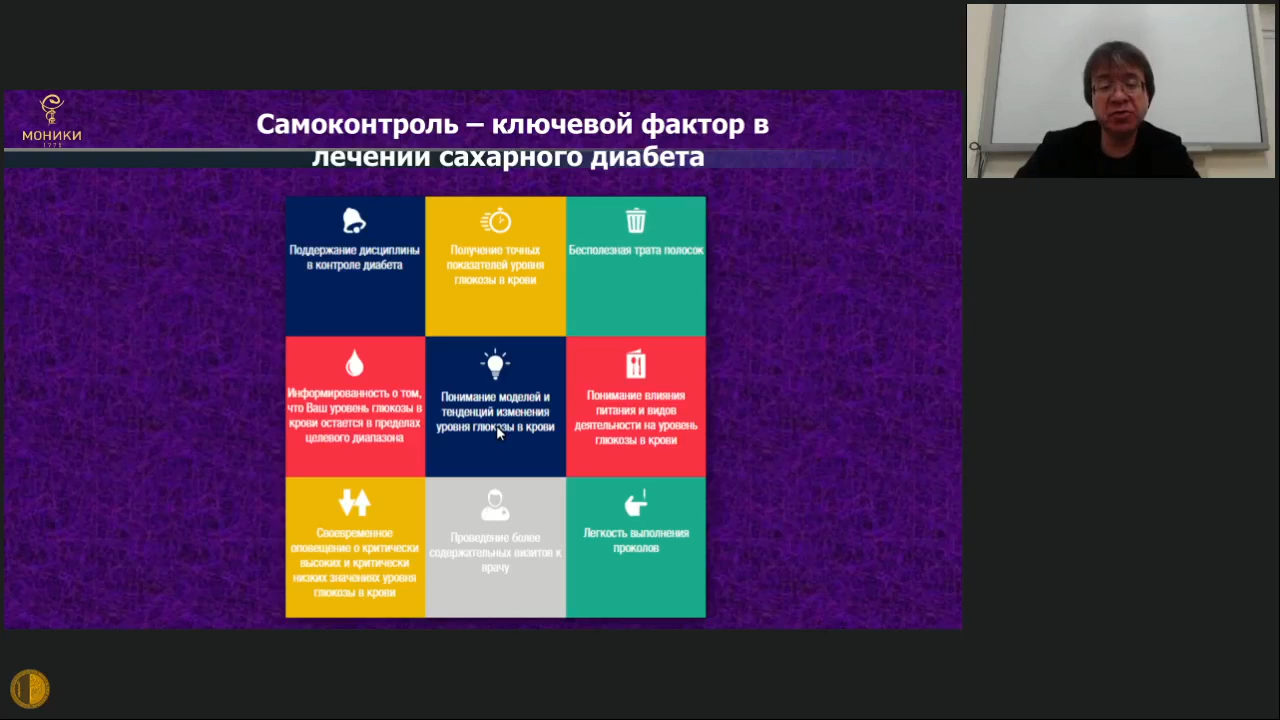 МОНИКИ
1775
Самоконтроль – ключевой фактор в
лечении сахарного диабета
Поддержание дисциплины
в контроле диабета
Получение точных
показателей уровня
глюкозы в крови
Бесполезная трата полосок
Информированность о том,
что Ваш уровень глюкозы в
крови остается в пределах
целевого диапазона
Понимание моделей и
тенденций изменения
уровня глюкозы в крови
Понимание влияния
питания и видов
деятельности на уровень
глюкозы в крови
Своевременное
оповещение о критически
высоких и критически
низких значениях уровня
глюкозы в крови
Проведение более
содержательных визитов к
врачу
Легкость выполнения
проколов